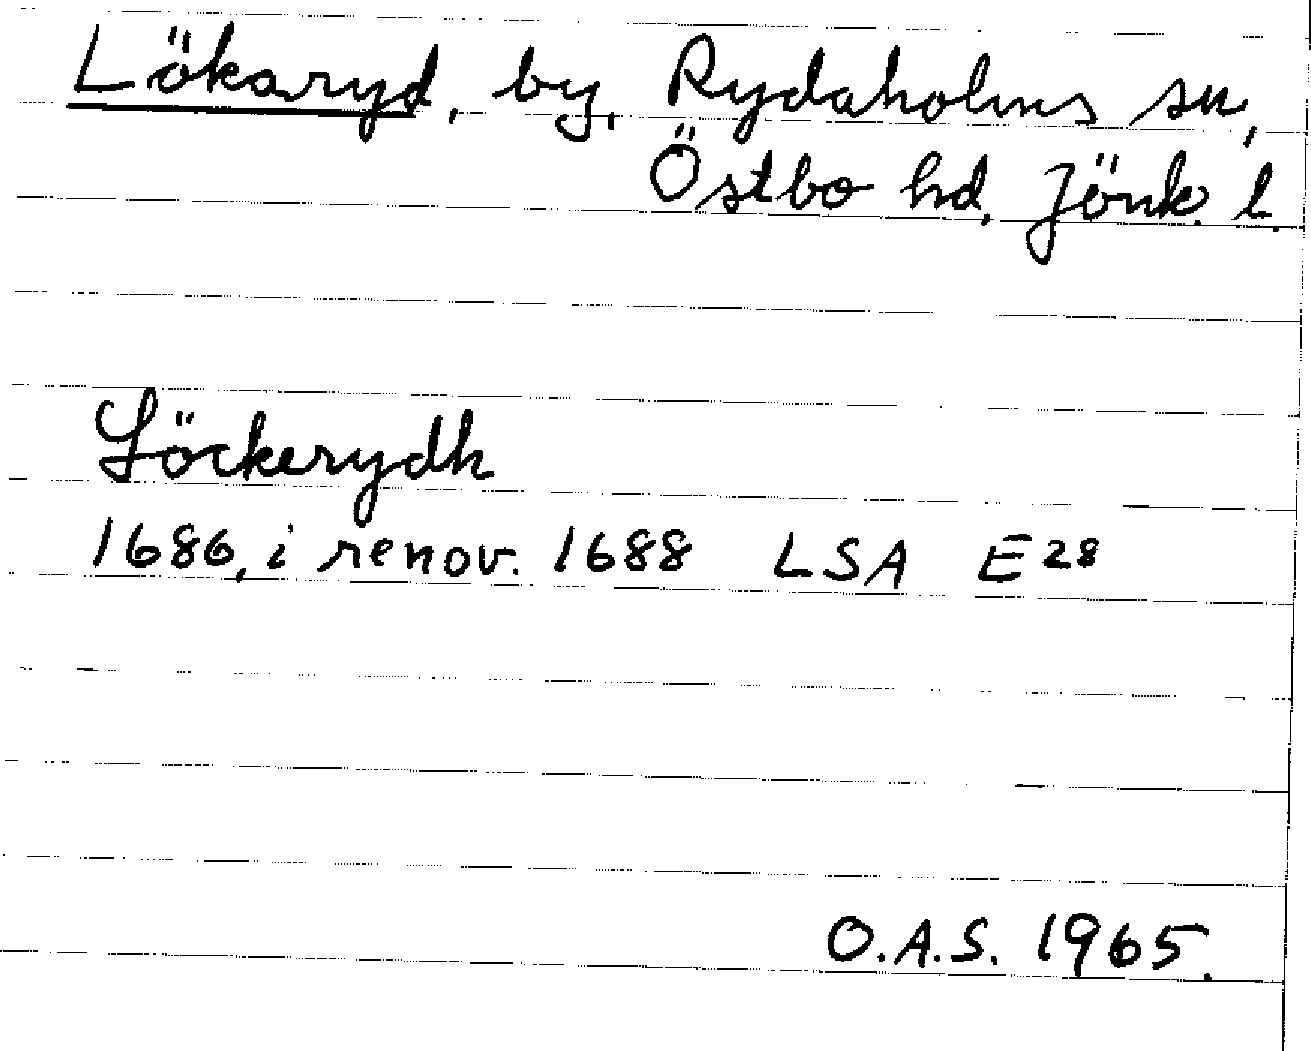 Lökaryd, by, Rydaholms sn,
Östbo hd, Jönk. l.
Löckerydh
1686, i renov. 1688 LSA E28
O.A.S. 1965.